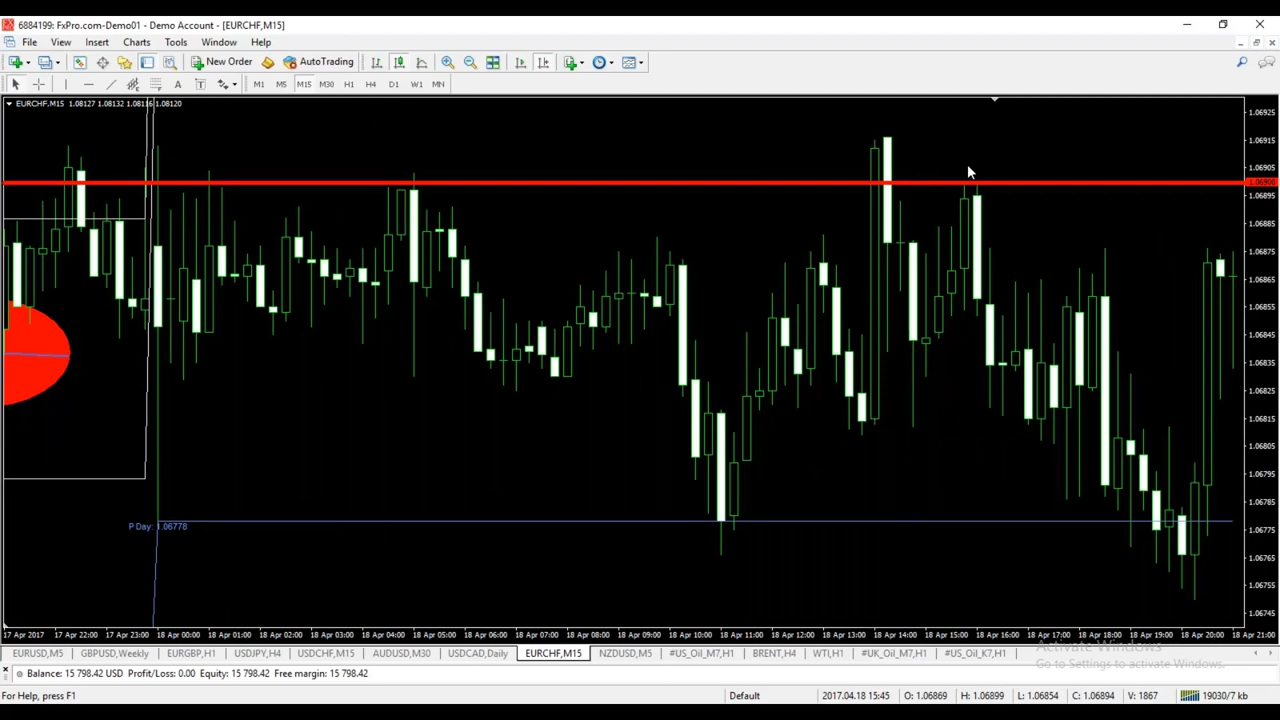 6884199: FxPro.com-Demo01 - Demo Account - [EURCHF,M15]
File View Insert Charts Tools Window Help
New Order AutoTrading
A T M1 M5 M15 M30 H1 H4 D1 W1 MN
EURCHF,M15 1.08127 1.08132 1.08116 1.08120
1.06925
1.06915
1.06905
1.06900
1.06895
1.06885
1.06875
1.06865
1.06855
1.06845
1.06835
1.06825
1.06815
1.06805
1.06795
1.06785
1.06775
1.06765
1.06755
1.06745
P Day: 1.06778
17 Apr 2017 17 Apr 22:00 17 Apr 23:00 18 Apr 00:00 18 Apr 01:00 18 Apr 02:00 18 Apr 03:00 18 Apr 04:00 18 Apr 05:00 18 Apr 06:00 18 Apr 07:00 18 Apr 08:00 18 Apr 09:00 18 Apr 10:00 18 Apr 11:00 18 Apr 12:00 18 Apr 13:00 18 Apr 14:00 18 Apr 15:00 18 Apr 16:00 18 Apr 17:00 18 Apr 18:00 18 Apr 19:00 18 Apr 20:00 18 Apr 21:00
Activate Windows
EURUSD,M5 GBPUSD,Weekly EURGBP,H1 USDJPY,H4 USDCHF,M15 AUDUSD,M30 USDCAD,Daily EURCHF,M15 NZDUSD,M5 #US_Oil_M7,H1 BRENT,H4 WTI,H1 #UK_Oil_M7,H1 #US_Oil_K7,H1
Go to Settings to activate Windows.
Balance: 15 798.42 USD Profit/Loss: 0.00 Equity: 15 798.42 Free margin: 15 798.42
For Help, press F1 Default 2017.04.18 15:45 O: 1.06869 H: 1.06899 L: 1.06854 C: 1.06894 V: 1867 19030/7 kb